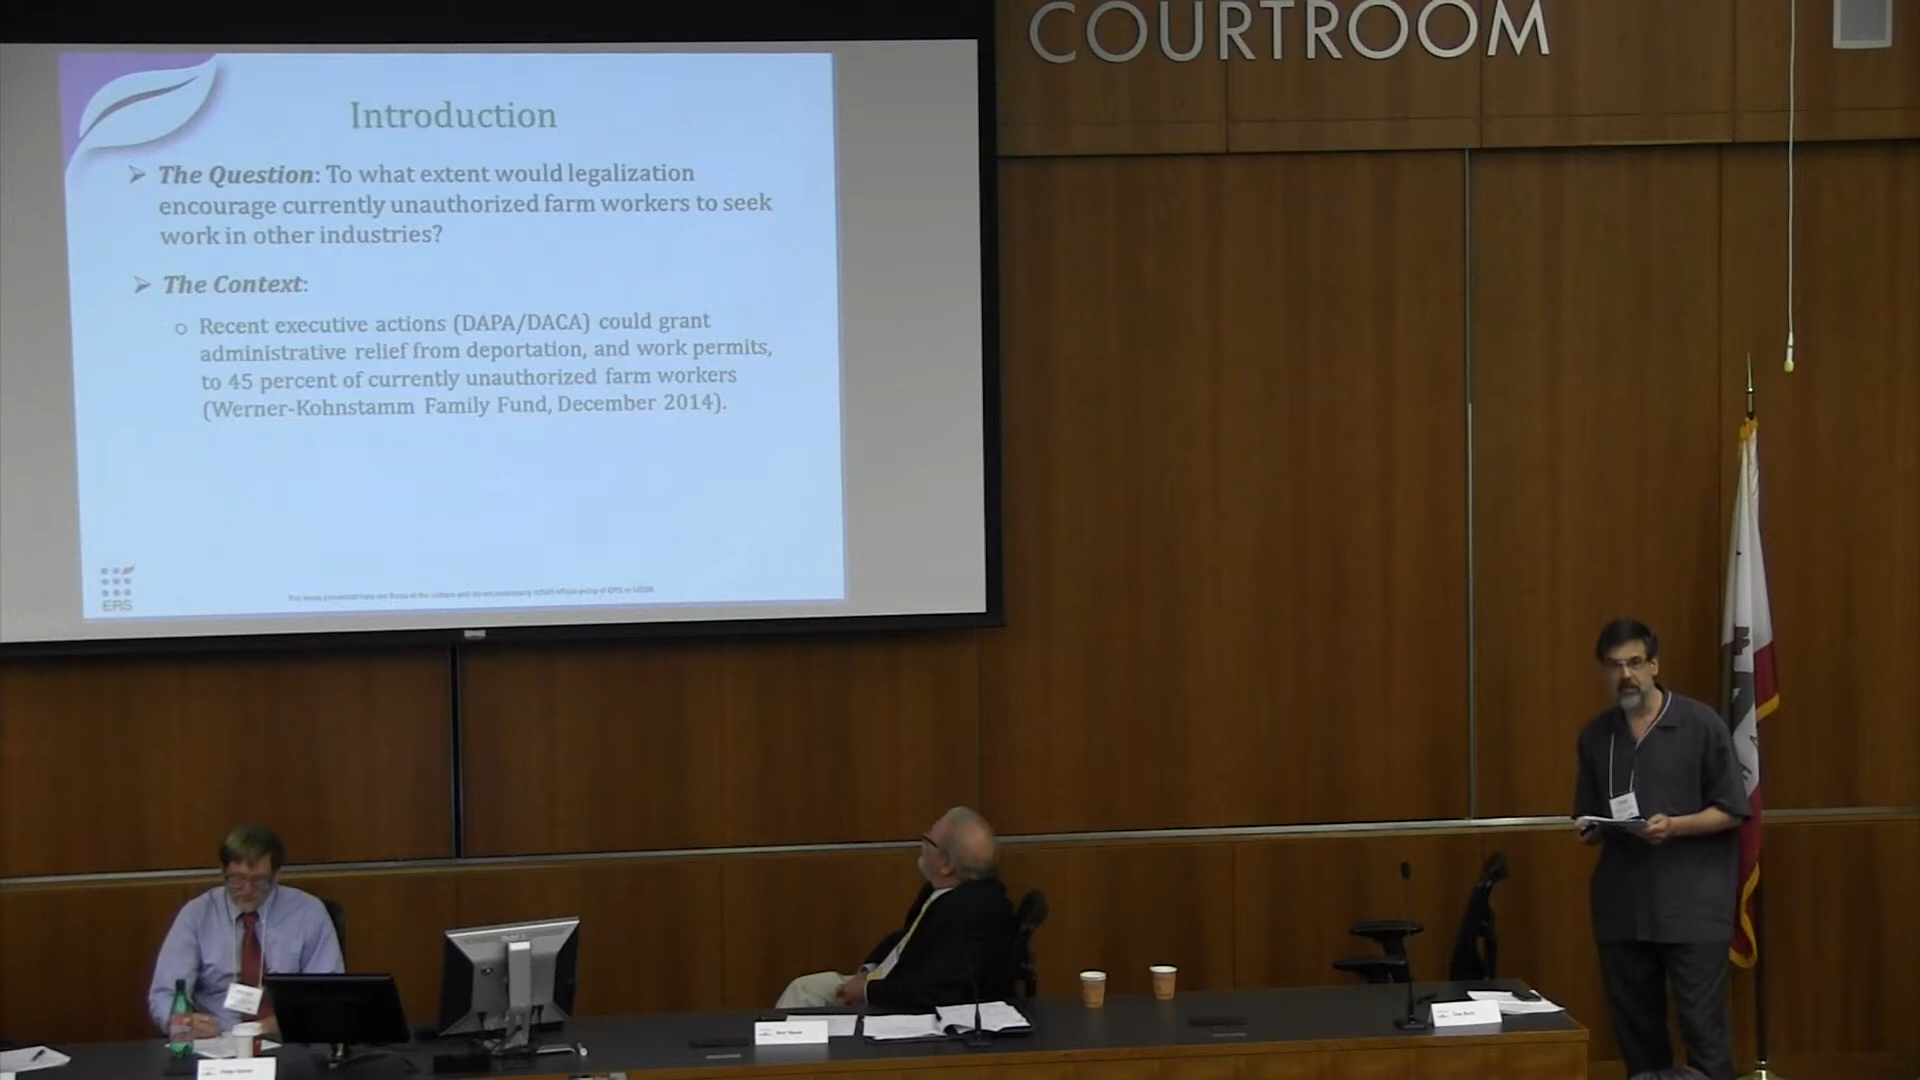 COURTROOM
Introduction
The Question: To what extent would legalization
encourage currently unauthorized farm workers to seek
work in other industries?
The Context:
Recent executive actions (DAPA/DACA) could grant
administrative relief from deportation, and work permits,
to 45 percent of currently unauthorized farm workers
(Werner-Kohnstamm Family Fund, December 2014).
ERS